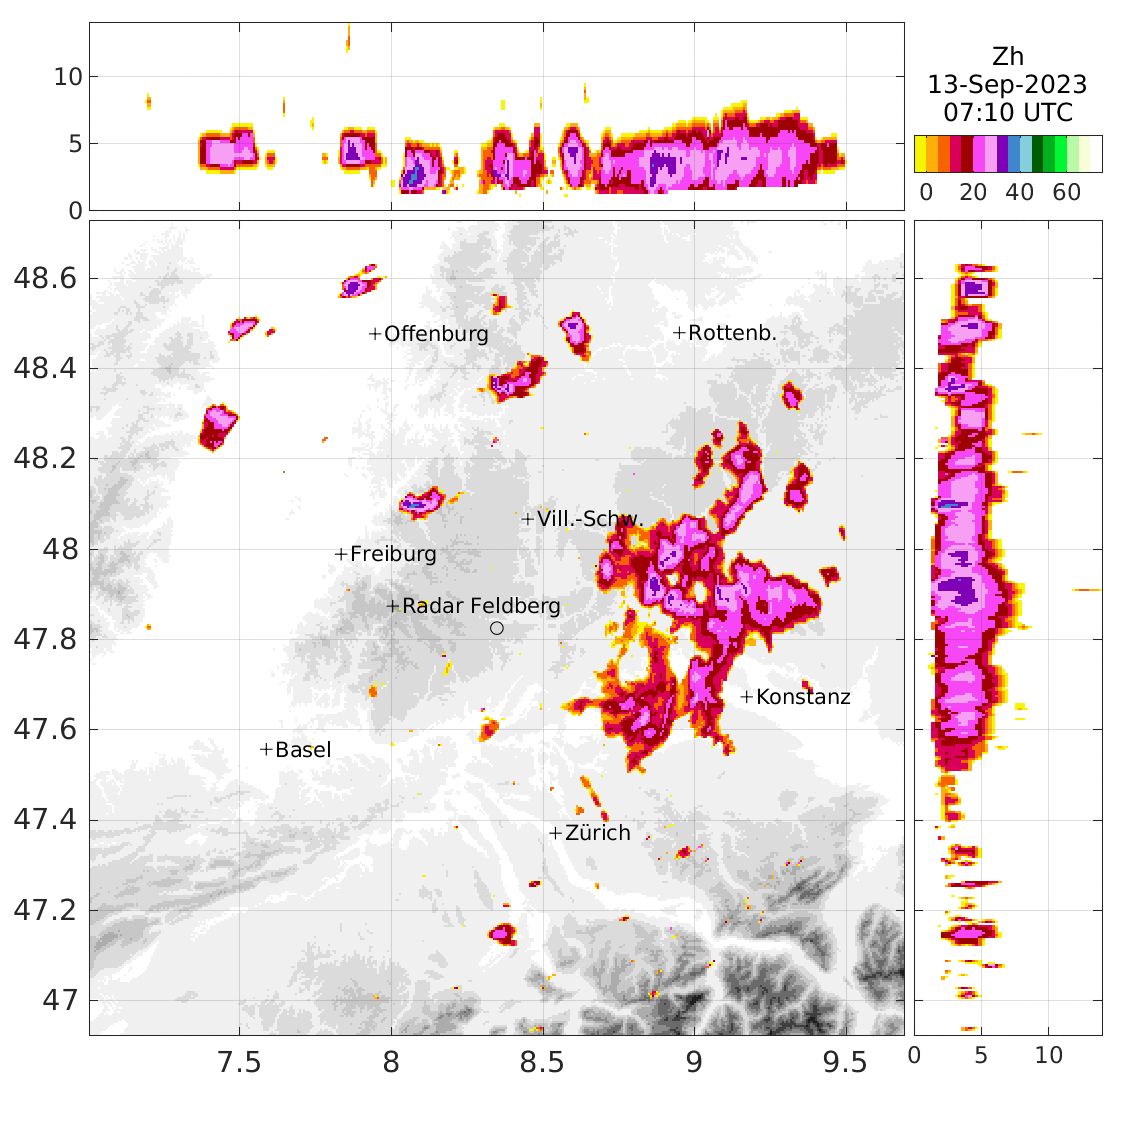 Zh
13-Sep-2023
07:10 UTC
0 20 40 60
10
5
0
48.6
+Offenburg
+Rottenb.
48.4
48.2
+Vill.-Schw.
48
+Freiburg
+Radar Feldberg
47.8
+Konstanz
47.6
+Basel
47.4
+Zürich
47.2
47
7.5 8 8.5 9 9.5
0 5 10